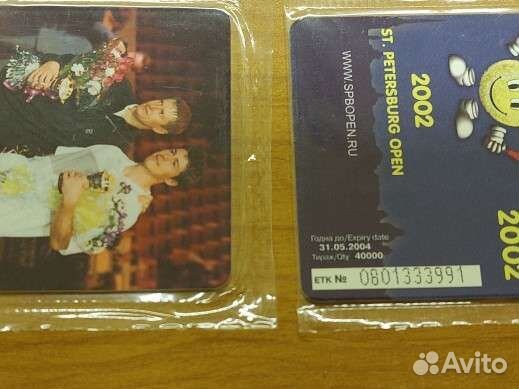 ST. PETERSBURG OPEN
2002
WWW.SPBOPEN.RU
2002
Годна до/Expiry date
31.05.2004
Тираж/Qty 40000
ЕТК № 0801333991
Avito